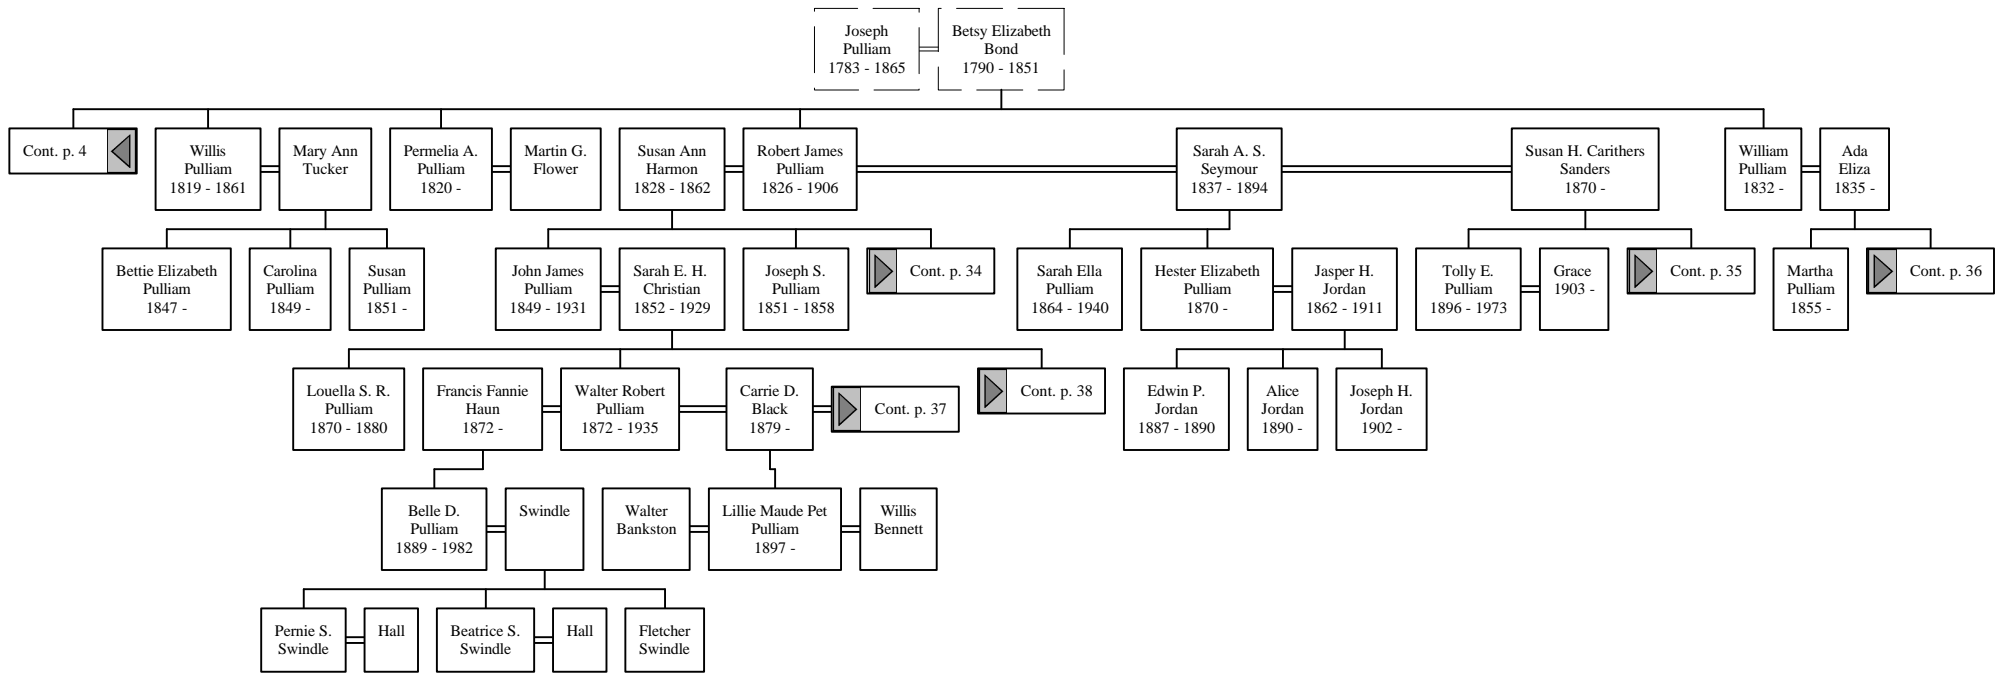 Joseph
Pulliam
1783 - 1865
Betsy Elizabeth
Bond
1790 - 1851
Cont. p. 4
Willis
Pulliam
1819 - 1861
Mary Ann
Tucker
Permelia A.
Pulliam
1820 -
Martin G.
Flower
Susan Ann
Harmon
1828 - 1862
Robert James
Pulliam
1826 - 1906
Sarah A. S.
Seymour
1837 - 1894
Susan H. Carithers
Sanders
1870 -
William
Pulliam
1832 -
Ada
Eliza
1835 -
Bettie Elizabeth
Pulliam
1847 -
Carolina
Pulliam
1849 -
Susan
Pulliam
1851 -
John James
Pulliam
1849 - 1931
Sarah E. H.
Christian
1852 - 1929
Joseph S.
Pulliam
1851 - 1858
Cont. p. 34
Sarah Ella
Pulliam
1864 - 1940
Hester Elizabeth
Pulliam
1870 -
Jasper H.
Jordan
1862 - 1911
Tolly E.
Pulliam
1896 - 1973
Grace
1903 -
Cont. p. 35
Martha
Pulliam
1855 -
Cont. p. 36
Louella S. R.
Pulliam
1870 - 1880
Francis Fannie
Haun
1872 -
Walter Robert
Pulliam
1872 - 1935
Carrie D.
Black
1879 -
Cont. p. 37
Cont. p. 38
Edwin P.
Jordan
1887 - 1890
Alice
Jordan
1890 -
Joseph H.
Jordan
1902 -
Belle D.
Pulliam
1889 - 1982
Swindle
Walter
Bankston
Lillie Maude Pet
Pulliam
1897 -
Willis
Bennett
Pernie S.
Swindle
Hall
Beatrice S.
Swindle
Hall
Fletcher
Swindle